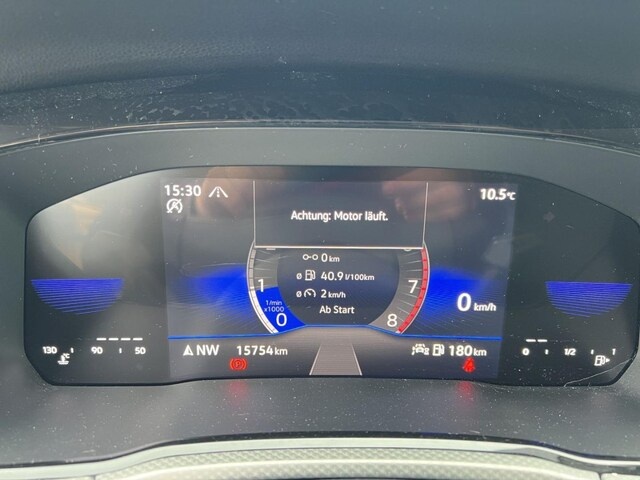 15:30
10.5°C
Achtung: Motor läuft.
0 km
ø 40.9 l/100km
ø 2 km/h
Ab Start
1
7
1/min
x1000
0
8
0 km/h
NW
15754 km
180 km
130 90 50
0 1/2 1